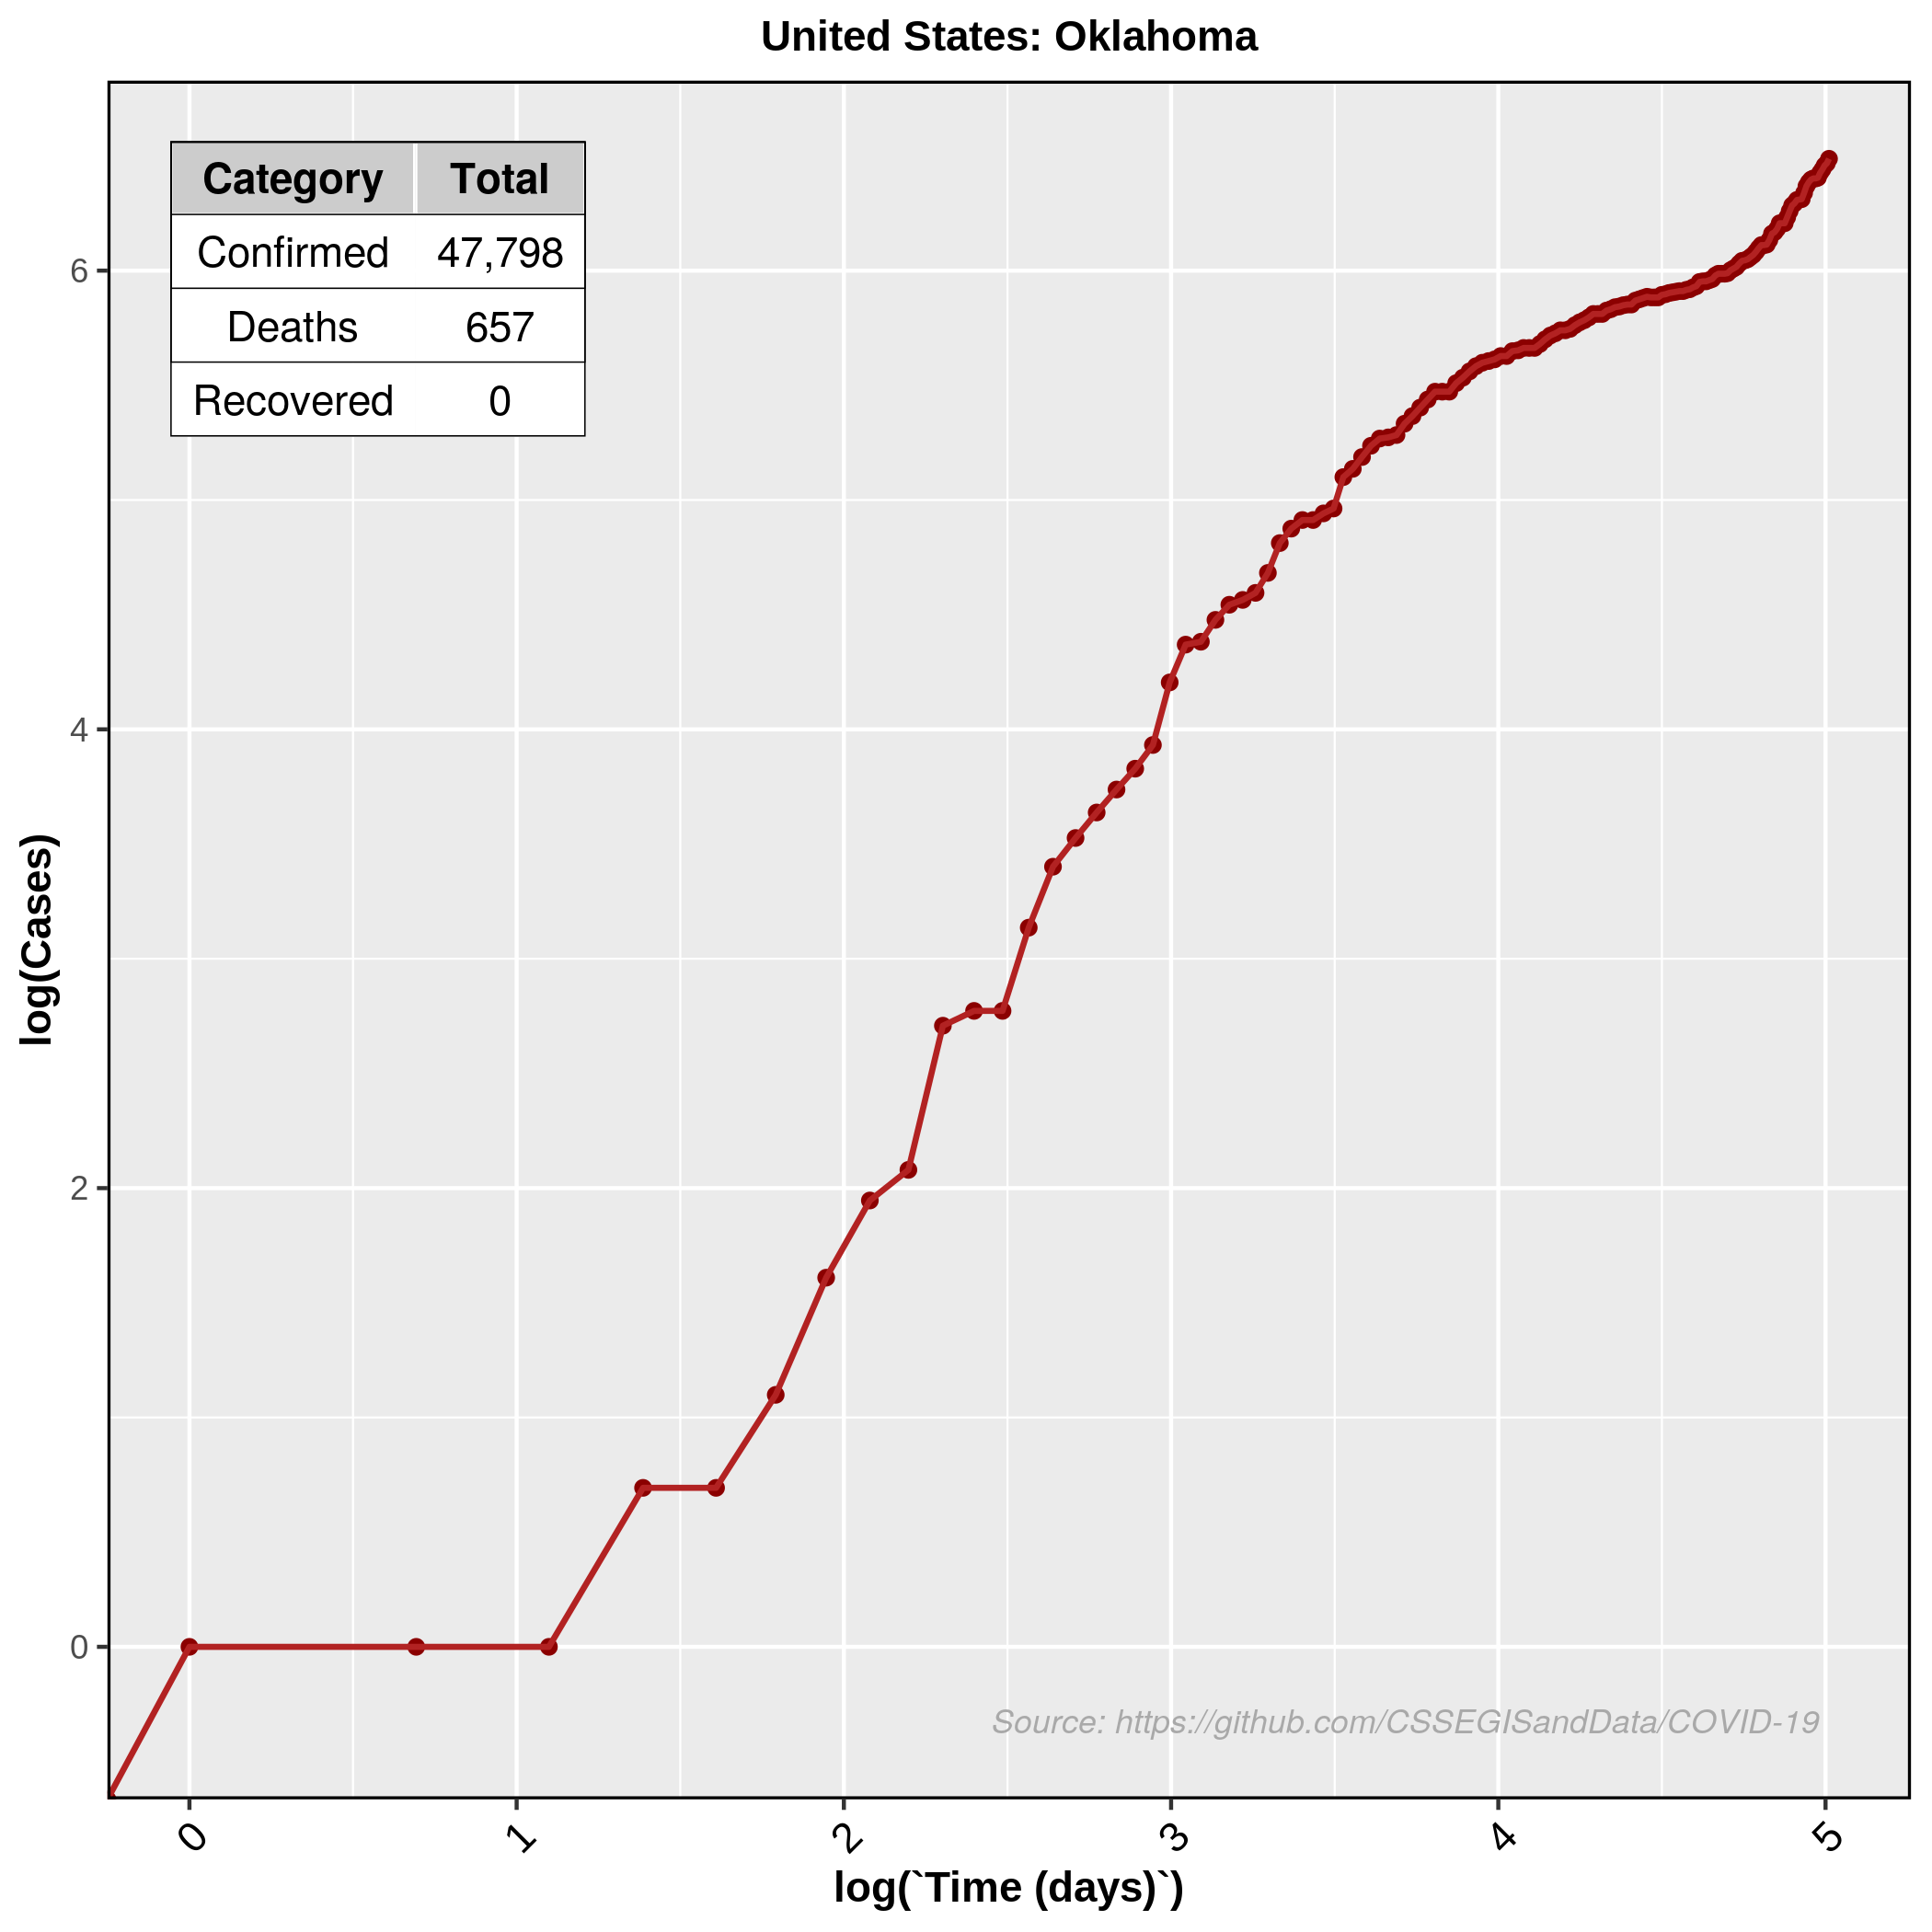 United States: Oklahoma
Category Total
Confirmed 47,798
Deaths 657
Recovered 0
6
4
2
0
log(Cases)
Source: https://github.com/CSSEGISandData/COVID-19
0 1 2 3 4 5
log(`Time (days)`)